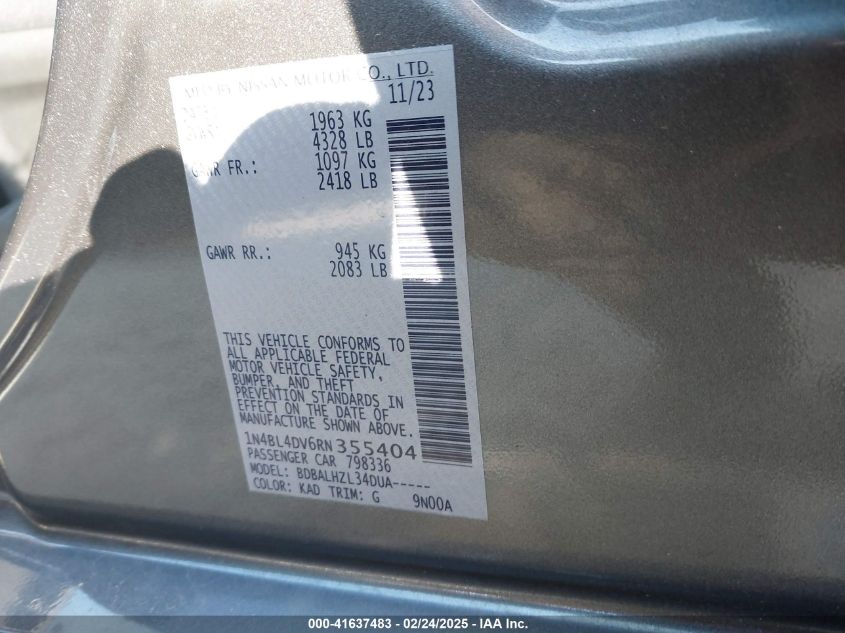 MFD BY NISSAN MOTOR CO., LTD.
11/23
1963 KG
4328 LB
GAWR FR.: 1097 KG
2418 LB
GAWR RR.: 945 KG
2083 LB
THIS VEHICLE CONFORMS TO
ALL APPLICABLE FEDERAL
MOTOR VEHICLE SAFETY,
BUMPER, AND THEFT
PREVENTION STANDARDS IN
EFFECT ON THE DATE OF
MANUFACTURE SHOWN ABOVE.
1N4BL4DV6RN355404
PASSENGER CAR 798336
MODEL: BDBALHZL34DUA-----
COLOR: KAD TRIM: G 9N00A
000-41637483 - 02/24/2025 - IAA Inc.